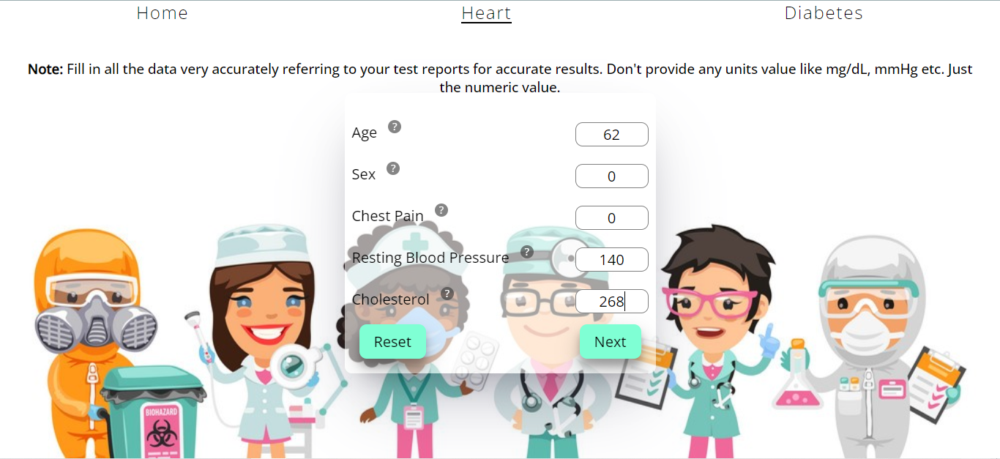 Home Heart Diabetes
Note: Fill in all the data very accurately referring to your test reports for accurate results. Don't provide any units value like mg/dL, mmHg etc. Just
the numeric value.
Age ? 62
Sex ? 0
Chest Pain ? 0
Resting Blood Pressure ? 140
Cholesterol ? 268
Reset Next
BIOHAZARD